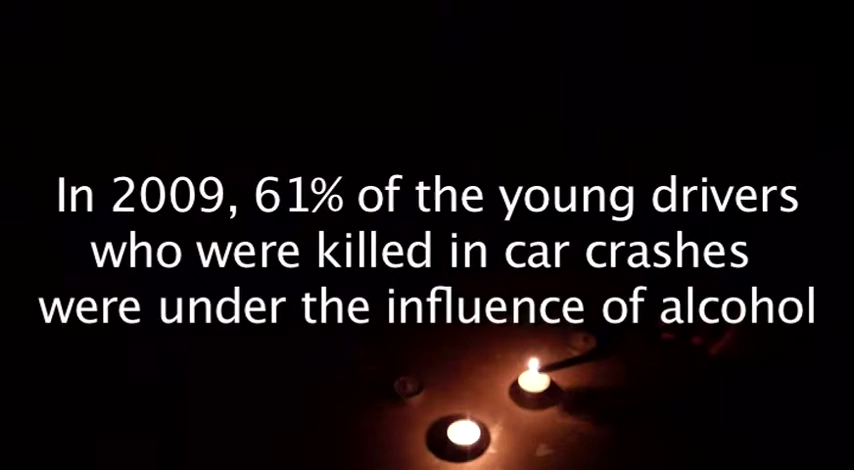 In 2009, 61% of the young drivers
who were killed in car crashes
were under the influence of alcohol